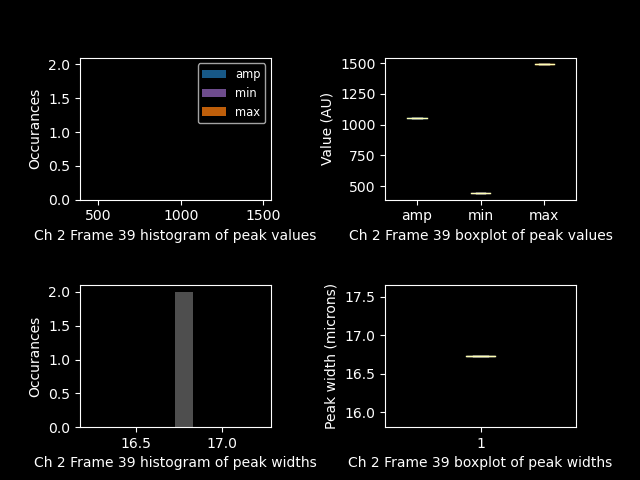 2.0
1.5
1.0
0.5
0.0
Occurances
amp
min
max
500 1000 1500
Ch 2 Frame 39 histogram of peak values
1500
1250
1000
750
500
Value (AU)
amp min max
Ch 2 Frame 39 boxplot of peak values
2.0
1.5
1.0
0.5
0.0
Occurances
16.5 17.0
Ch 2 Frame 39 histogram of peak widths
17.5
17.0
16.5
16.0
Peak width (microns)
1
Ch 2 Frame 39 boxplot of peak widths